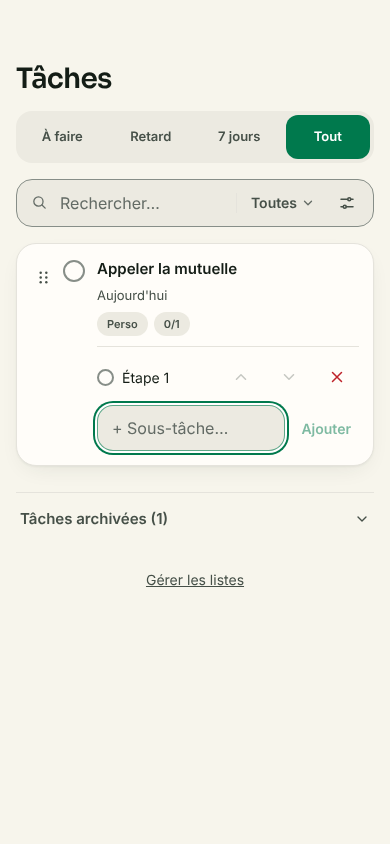 Tâches
À faire
Retard
7 jours
Tout
Rechercher...
Toutes
Appeler la mutuelle
Aujourd'hui
Perso
0/1
Étape 1
+ Sous-tâche...
Ajouter
Tâches archivées (1)
Gérer les listes